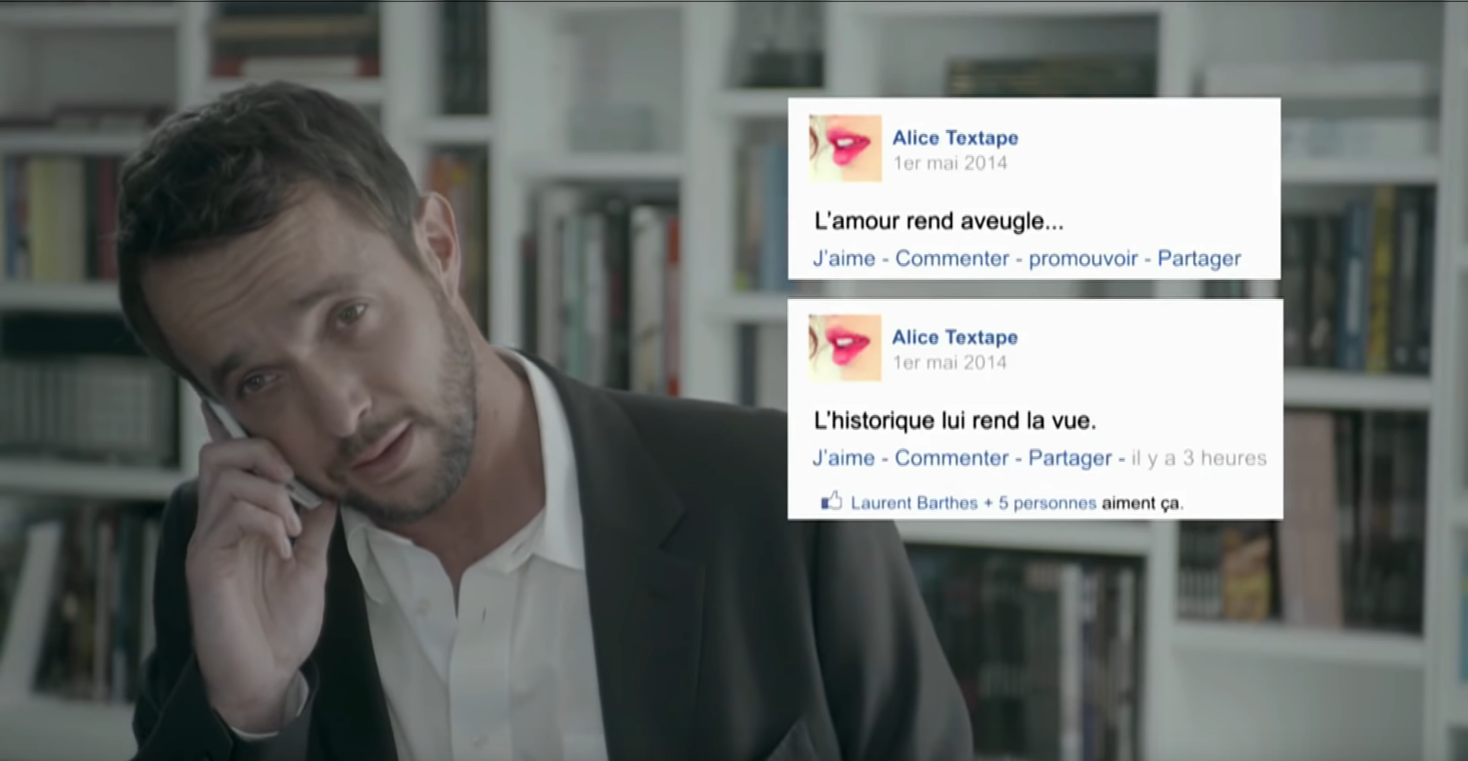 Alice Textape
1er mai 2014
L'amour rend aveugle...
J'aime - Commenter - promouvoir - Partager
Alice Textape
1er mai 2014
L'historique lui rend la vue.
J'aime - Commenter - Partager - il y a 3 heures
Laurent Barthes + 5 personnes aiment ça.